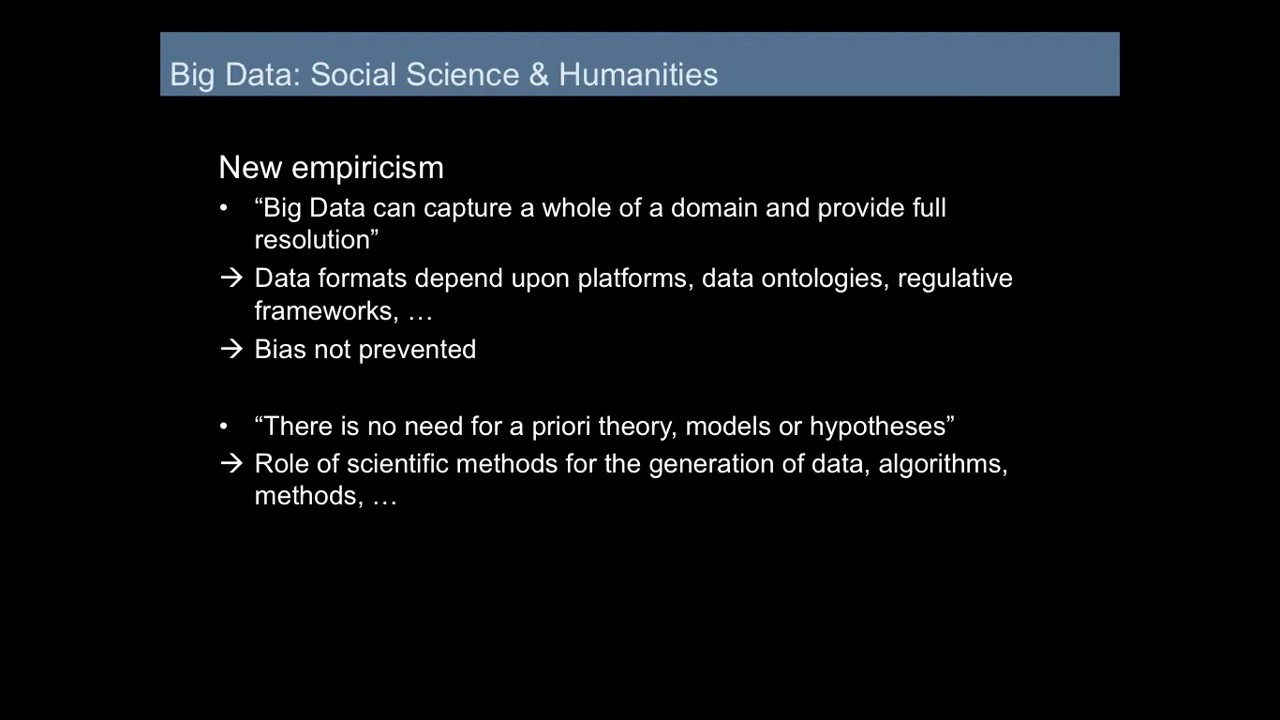 Big Data: Social Science & Humanities
New empiricism
• “Big Data can capture a whole of a domain and provide full
resolution”
→ Data formats depend upon platforms, data ontologies, regulative
frameworks, …
→ Bias not prevented
• “There is no need for a priori theory, models or hypotheses”
→ Role of scientific methods for the generation of data, algorithms,
methods, …